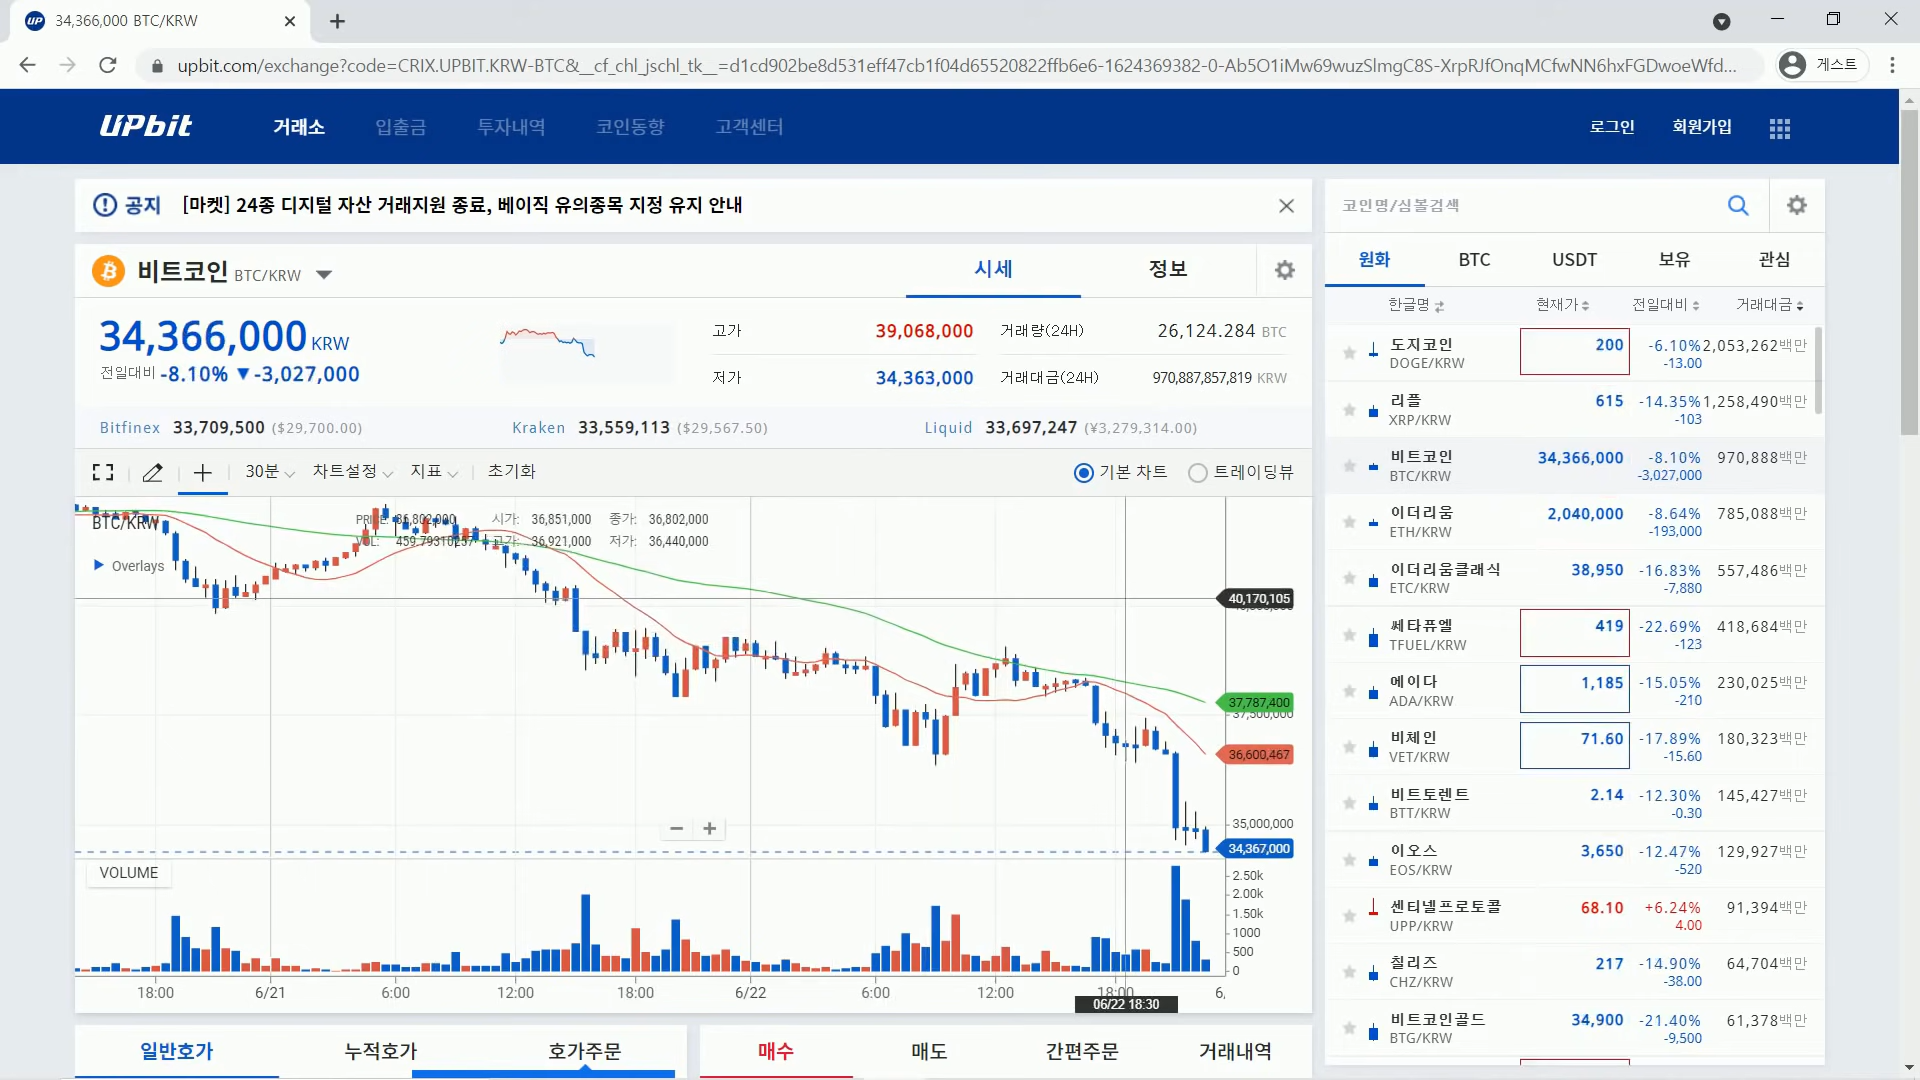 34,366,000 BTC/KRW
upbit.com/exchange?code=CRIX.UPBIT.KRW-BTC&__cf_chl_jschl_tk__=d1cd902be8d531eff47cb1f04d65520822ffb6e6-1624369382-0-Ab5O1iMw69wuzSlmgC8S-XrpRJfOnqMCfwNN6hxFGDwoeWfd...
게스트
UPbit
거래소 입출금 투자내역 코인동향 고객센터
로그인 회원가입
공지 [마켓] 24종 디지털 자산 거래지원 종료, 베이직 유의종목 지정 유지 안내
비트코인 BTC/KRW
시세 정보
34,366,000 KRW
전일대비 -8.10% ▼-3,027,000
고가 39,068,000 거래량(24H) 26,124.284 BTC
저가 34,363,000 거래대금(24H) 970,887,857,819 KRW
Bitfinex 33,709,500 ($29,700.00) Kraken 33,559,113 ($29,567.50) Liquid 33,697,247 (¥3,279,314.00)
30분 차트설정 지표 초기화
기본 차트 트레이딩뷰
BTC/KRW
PRICE: 36,802,000 시가: 36,851,000 종가: 36,802,000
VOL: 459.79310257 고가: 36,921,000 저가: 36,440,000
Overlays
40,170,105
37,787,400
37,500,000
36,600,467
35,000,000
34,367,000
VOLUME
2.50k
2.00k
1.50k
1000
500
0
18:00 6/21 6:00 12:00 18:00 6/22 6:00 12:00 18:00 6,
06/22 18:30
일반호가 누적호가 호가주문
매수 매도 간편주문 거래내역
코인명/심볼검색
원화 BTC USDT 보유 관심
한글명 현재가 전일대비 거래대금
도지코인 200 -6.10% 2,053,262백만
DOGE/KRW -13.00
리플 615 -14.35% 1,258,490백만
XRP/KRW -103
비트코인 34,366,000 -8.10% 970,888백만
BTC/KRW -3,027,000
이더리움 2,040,000 -8.64% 785,088백만
ETH/KRW -193,000
이더리움클래식 38,950 -16.83% 557,486백만
ETC/KRW -7,880
쎄타퓨엘 419 -22.69% 418,684백만
TFUEL/KRW -123
에이다 1,185 -15.05% 230,025백만
ADA/KRW -210
비체인 71.60 -17.89% 180,323백만
VET/KRW -15.60
비트토렌트 2.14 -12.30% 145,427백만
BTT/KRW -0.30
이오스 3,650 -12.47% 129,927백만
EOS/KRW -520
센티넬프로토콜 68.10 +6.24% 91,394백만
UPP/KRW 4.00
칠리즈 217 -14.90% 64,704백만
CHZ/KRW -38.00
비트코인골드 34,900 -21.40% 61,378백만
BTG/KRW -9,500